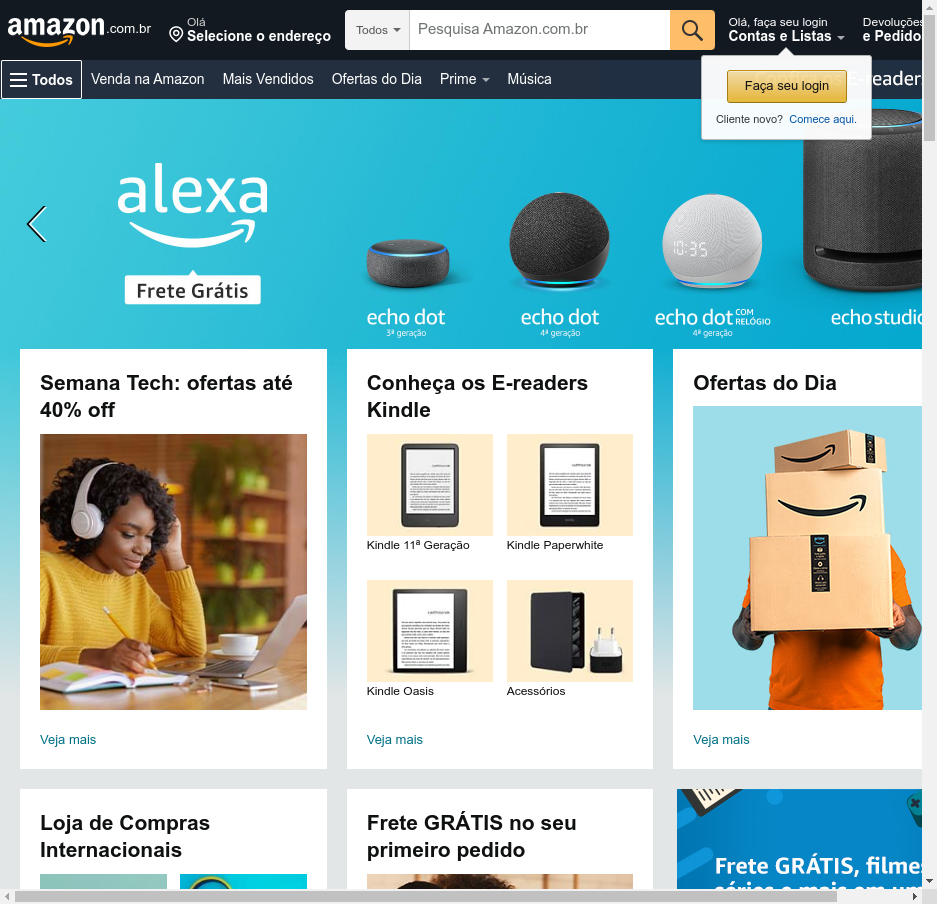 amazon.com.br
Olá
Selecione o endereço
Todos
Pesquisa Amazon.com.br
Olá, faça seu login
Contas e Listas
Devoluções
e Pedido
Todos
Venda na Amazon
Mais Vendidos
Ofertas do Dia
Prime
Música
E-reader
Faça seu login
Cliente novo? Comece aqui.
alexa
Frete Grátis
echo dot
3ª geração
echo dot
4ª geração
10:35
echo dot COM RELÓGIO
4ª geração
echo studio
Semana Tech: ofertas até
40% off
Conheça os E-readers
Kindle
Ofertas do Dia
Kindle 11ª Geração
Kindle Paperwhite
Kindle Oasis
Acessórios
Veja mais
Veja mais
Veja mais
Loja de Compras
Internacionais
Frete GRÁTIS no seu
primeiro pedido
Frete GRÁTIS, filmes
séries e mais em um